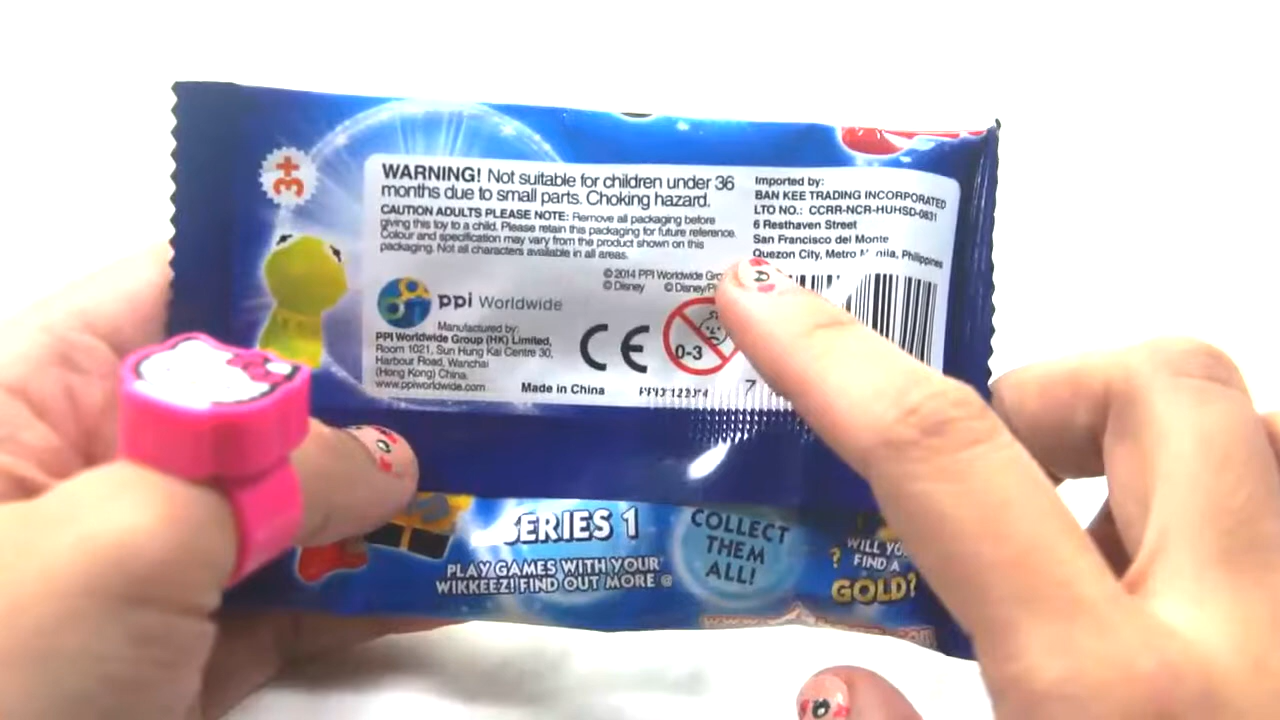 3+
WARNING! Not suitable for children under 36
months due to small parts. Choking hazard.
CAUTION ADULTS PLEASE NOTE: Remove all packaging before
giving this toy to a child. Please retain this packaging for future reference.
Colour and specification may vary from the product shown on this
packaging. Not all characters available in all areas.
© 2014 PPI Worldwide
© Disney © Disney/
ppi Worldwide
Manufactured by:
PPI Worldwide Group (HK) Limited,
Room 1021, Sun Hung Kai Centre 30,
Harbour Road, Wanchai
(Hong Kong) China.
www.ppiworldwide.com
Made in China
CE
0-3
7
Imported by:
BAN KEE TRADING INCORPORATED
LTO NO.: CCRR-NCR-HUHSD-0831
6 Resthaven Street
San Francisco del Monte
Quezon City, Metro Philippines
SERIES 1
PLAY GAMES WITH YOUR
WIKKEEZ! FIND OUT MORE @
COLLECT
THEM
ALL!
? WILL
FIND A
GOLD?